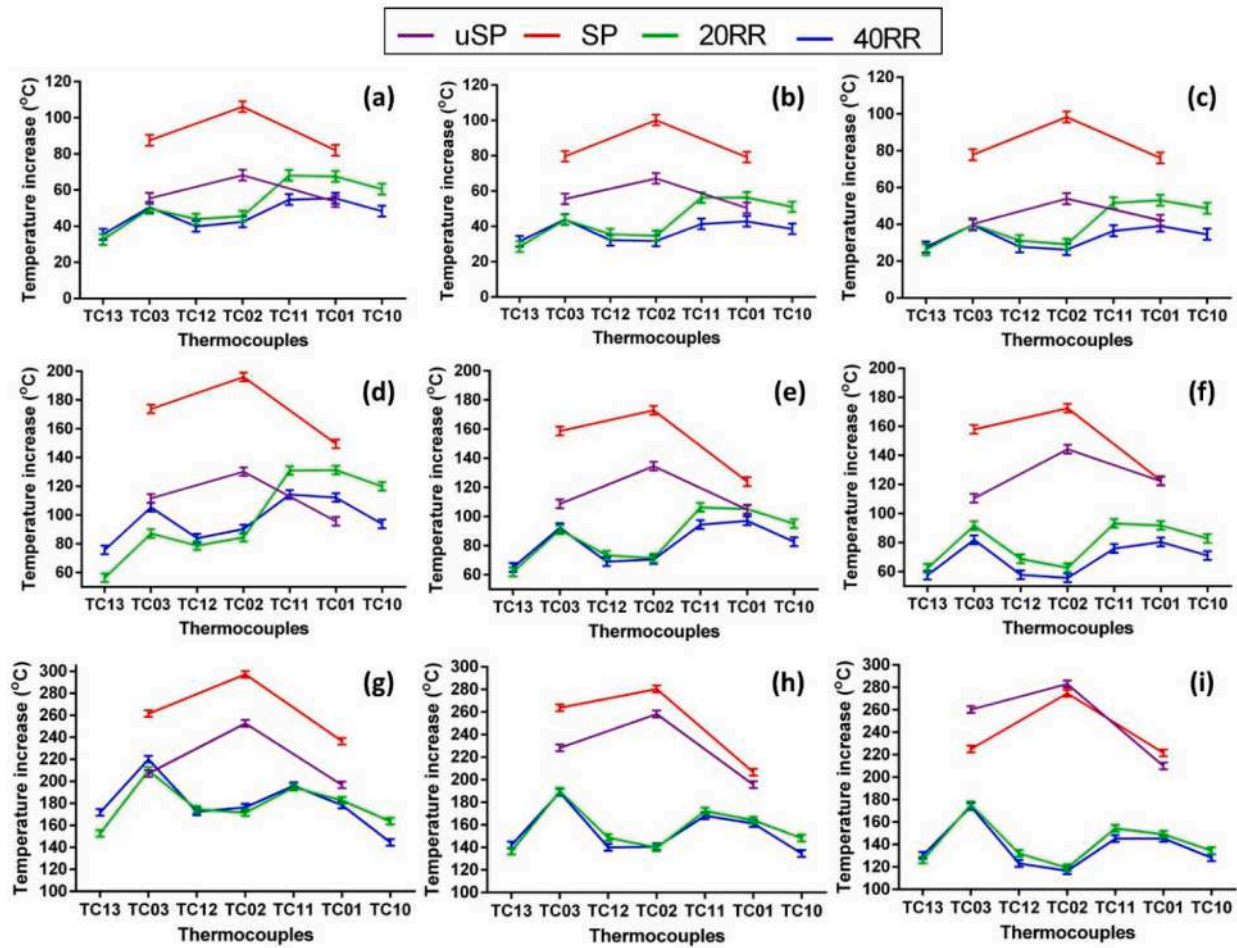 uSP SP 20RR 40RR
(a) (b) (c)
Temperature increase (°C) Temperature increase (°C) Temperature increase (°C)
120 120 120
100 100 100
80 80 80
60 60 60
40 40 40
20 20 20
0 0 0
TC13 TC03 TC12 TC02 TC11 TC01 TC10 TC13 TC03 TC12 TC02 TC11 TC01 TC10 TC13 TC03 TC12 TC02 TC11 TC01 TC10
Thermocouples Thermocouples Thermocouples
(d) (e) (f)
Temperature increase (°C) Temperature increase (°C) Temperature increase (°C)
200 200 200
180 180 180
160 160 160
140 140 140
120 120 120
100 100 100
80 80 80
60 60 60
TC13 TC03 TC12 TC02 TC11 TC01 TC10 TC13 TC03 TC12 TC02 TC11 TC01 TC10 TC13 TC03 TC12 TC02 TC11 TC01 TC10
Thermocouples Thermocouples Thermocouples
(g) (h) (i)
Temperature increase (°C) Temperature increase (°C) Temperature increase (°C)
300 300 300
280 280 280
260 260 260
240 240 240
220 220 220
200 200 200
180 180 180
160 160 160
140 140 140
120 120 120
100 100 100
TC13 TC03 TC12 TC02 TC11 TC01 TC10 TC13 TC03 TC12 TC02 TC11 TC01 TC10 TC13 TC03 TC12 TC02 TC11 TC01 TC10
Thermocouples Thermocouples Thermocouples